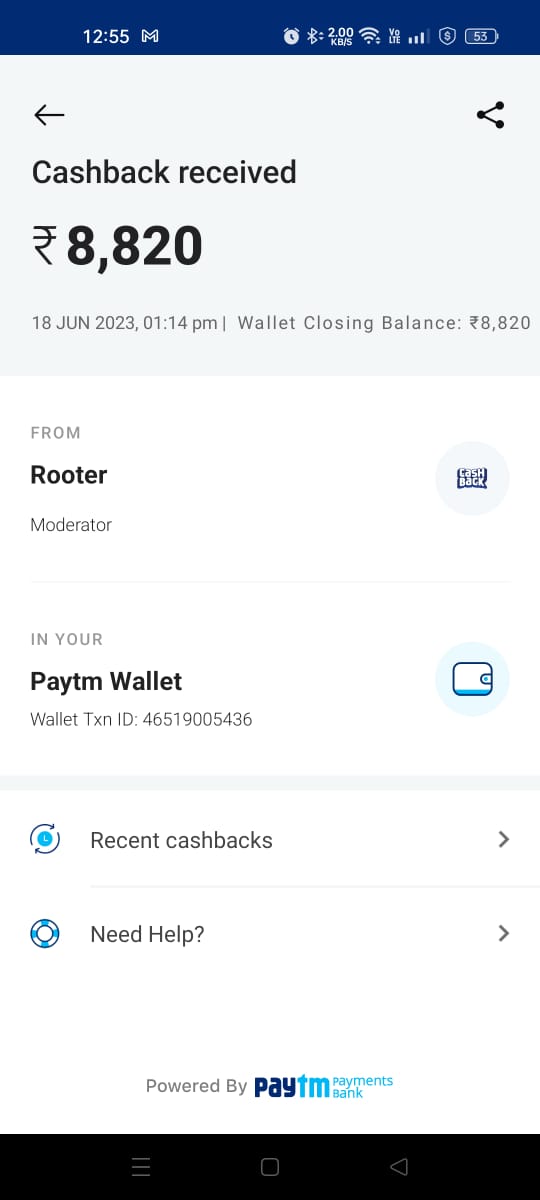 12:55 2.00 KB/S Vo LTE 53
Cashback received
₹8,820
18 JUN 2023, 01:14 pm | Wallet Closing Balance: ₹8,820
FROM
Rooter
CASH BACK
Moderator
IN YOUR
Paytm Wallet
Wallet Txn ID: 46519005436
Recent cashbacks
Need Help?
Powered By paytm Payments Bank